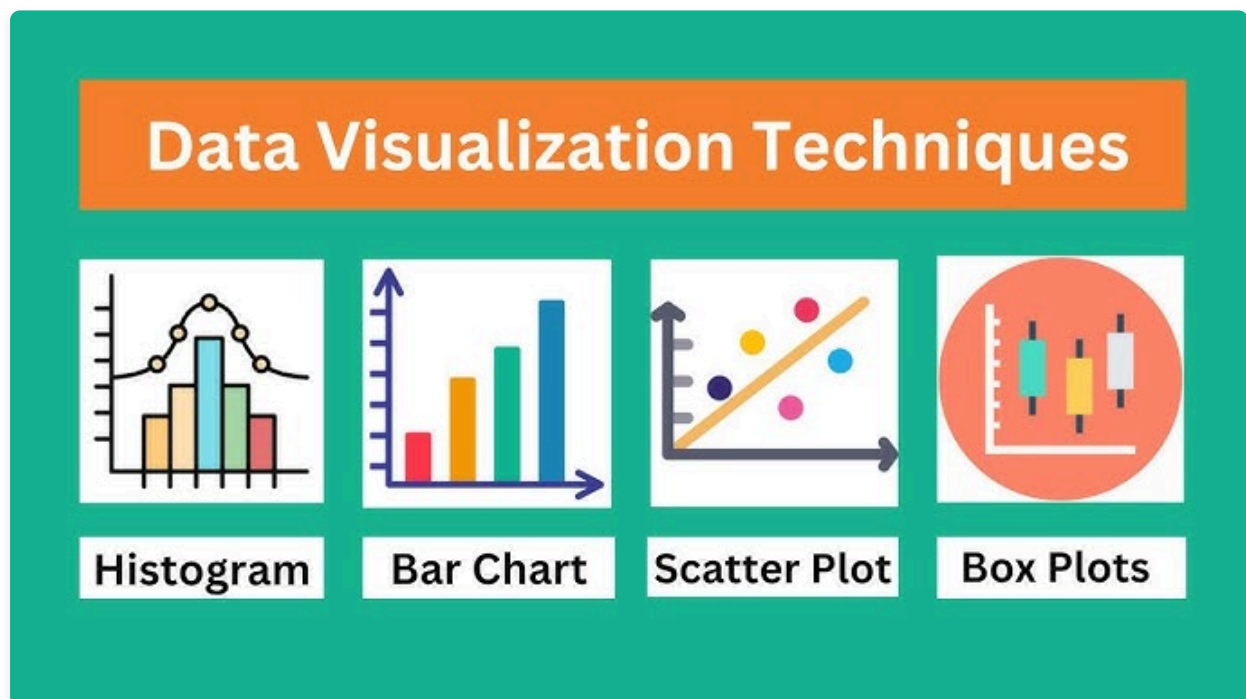 Data Visualization Techniques
Histogram
Bar Chart
Scatter Plot
Box Plots